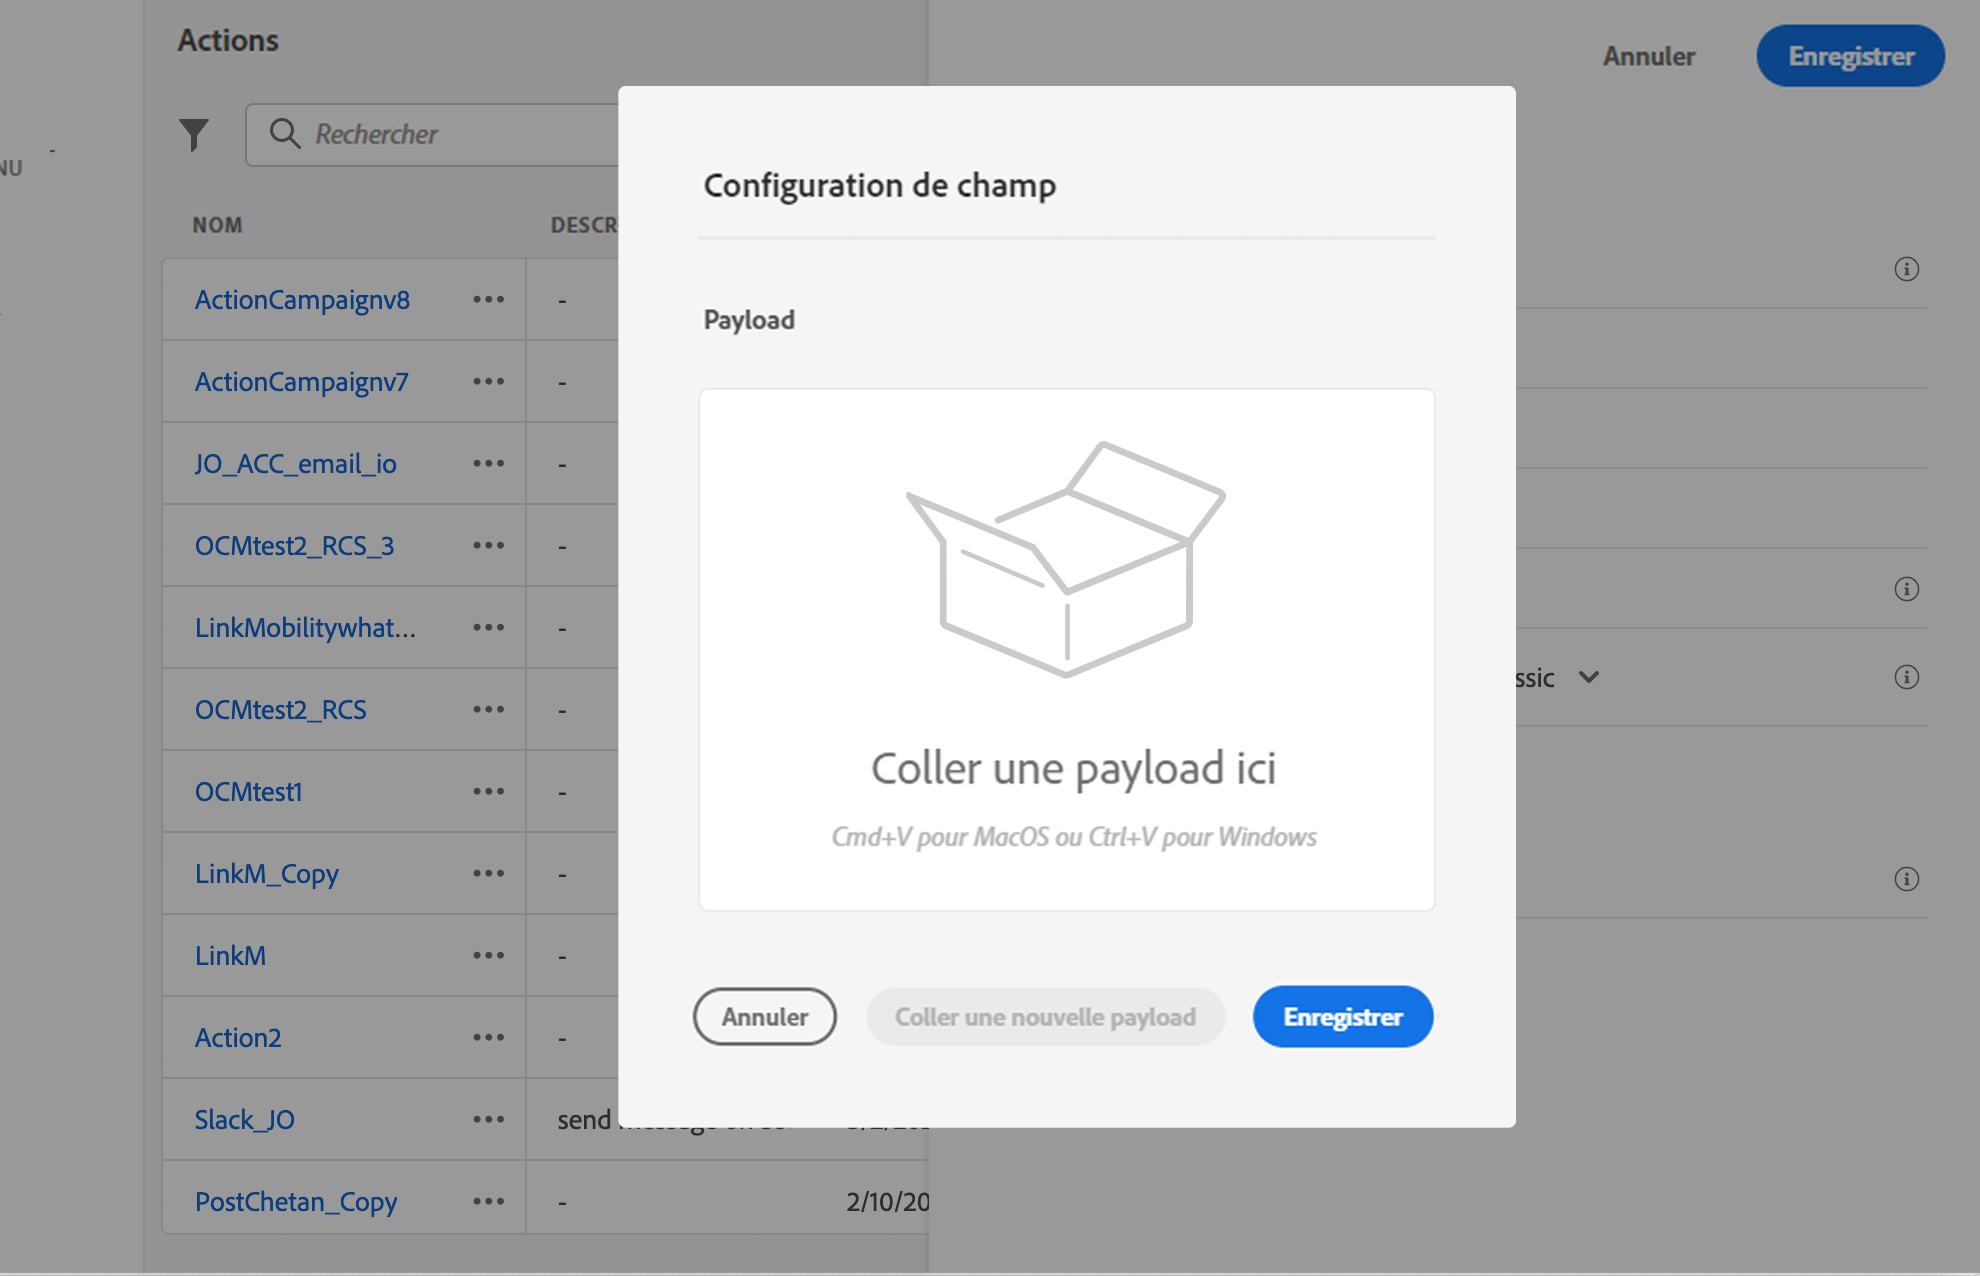 Actions
Annuler
Enregistrer
Rechercher
NU
-
NOM
DESCR
ActionCampaignv8 ••• -
ActionCampaignv7 ••• -
JO_ACC_email_io ••• -
OCMtest2_RCS_3 ••• -
LinkMobilitywhat... ••• -
OCMtest2_RCS ••• -
OCMtest1 ••• -
LinkM_Copy ••• -
LinkM ••• -
Action2 ••• -
Slack_JO ••• send
PostChetan_Copy ••• - 2/10/20
Configuration de champ
Payload
Coller une payload ici
Cmd+V pour MacOS ou Ctrl+V pour Windows
Annuler
Coller une nouvelle payload
Enregistrer
ssic